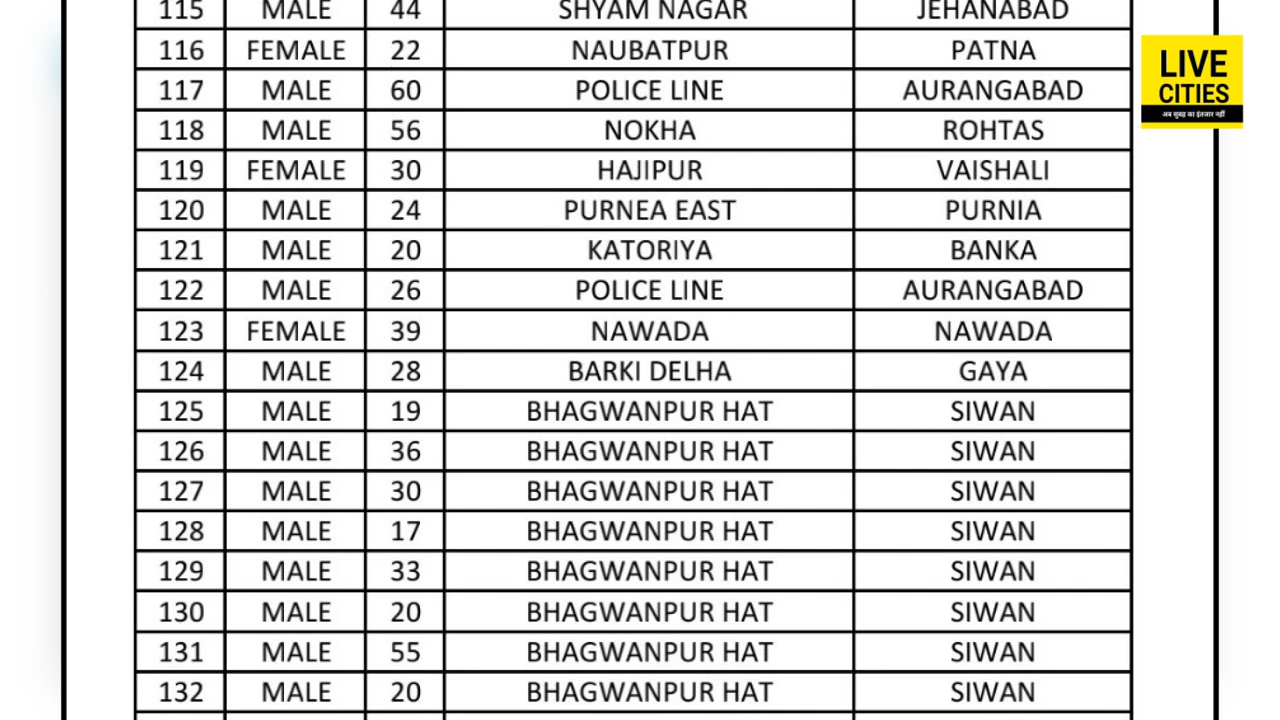 115 MALE 44 SHYAM NAGAR JEHANABAD
116 FEMALE 22 NAUBATPUR PATNA
117 MALE 60 POLICE LINE AURANGABAD
118 MALE 56 NOKHA ROHTAS
119 FEMALE 30 HAJIPUR VAISHALI
120 MALE 24 PURNEA EAST PURNIA
121 MALE 20 KATORIYA BANKA
122 MALE 26 POLICE LINE AURANGABAD
123 FEMALE 39 NAWADA NAWADA
124 MALE 28 BARKI DELHA GAYA
125 MALE 19 BHAGWANPUR HAT SIWAN
126 MALE 36 BHAGWANPUR HAT SIWAN
127 MALE 30 BHAGWANPUR HAT SIWAN
128 MALE 17 BHAGWANPUR HAT SIWAN
129 MALE 33 BHAGWANPUR HAT SIWAN
130 MALE 20 BHAGWANPUR HAT SIWAN
131 MALE 55 BHAGWANPUR HAT SIWAN
132 MALE 20 BHAGWANPUR HAT SIWAN
LIVE
CITIES
अब सुबह का इंतजार नहीं